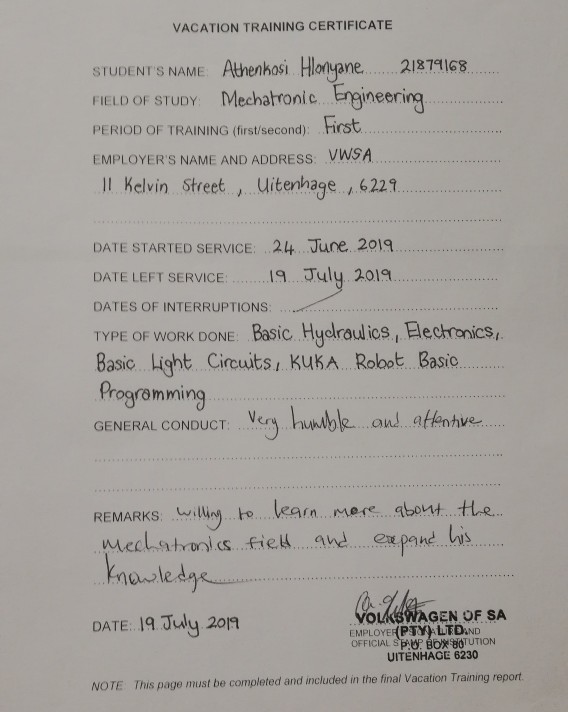 VACATION TRAINING CERTIFICATE
STUDENT'S NAME: Athenkosi Hlonyane 21879168
FIELD OF STUDY: Mechatronic Engineering
PERIOD OF TRAINING (first/second): First
EMPLOYER'S NAME AND ADDRESS: VWSA
11 Kelvin Street, Uitenhage, 6229
DATE STARTED SERVICE: 24 June 2019
DATE LEFT SERVICE: 19 July 2019
DATES OF INTERRUPTIONS:
TYPE OF WORK DONE: Basic Hydraulics, Electronics,
Basic Light Circuits, KUKA Robot Basic
Programming
GENERAL CONDUCT: Very humble and attentive
REMARKS: willing to learn more about the
mechatronics field and expand his
knowledge
DATE: 19 July 2019
VOLKSWAGEN OF SA
(PTY) LTD.
P.O. BOX 80
UITENHAGE 6230
EMPLOYER AND
OFFICIAL STAMP OF INSTITUTION
NOTE This page must be completed and included in the final Vacation Training report.